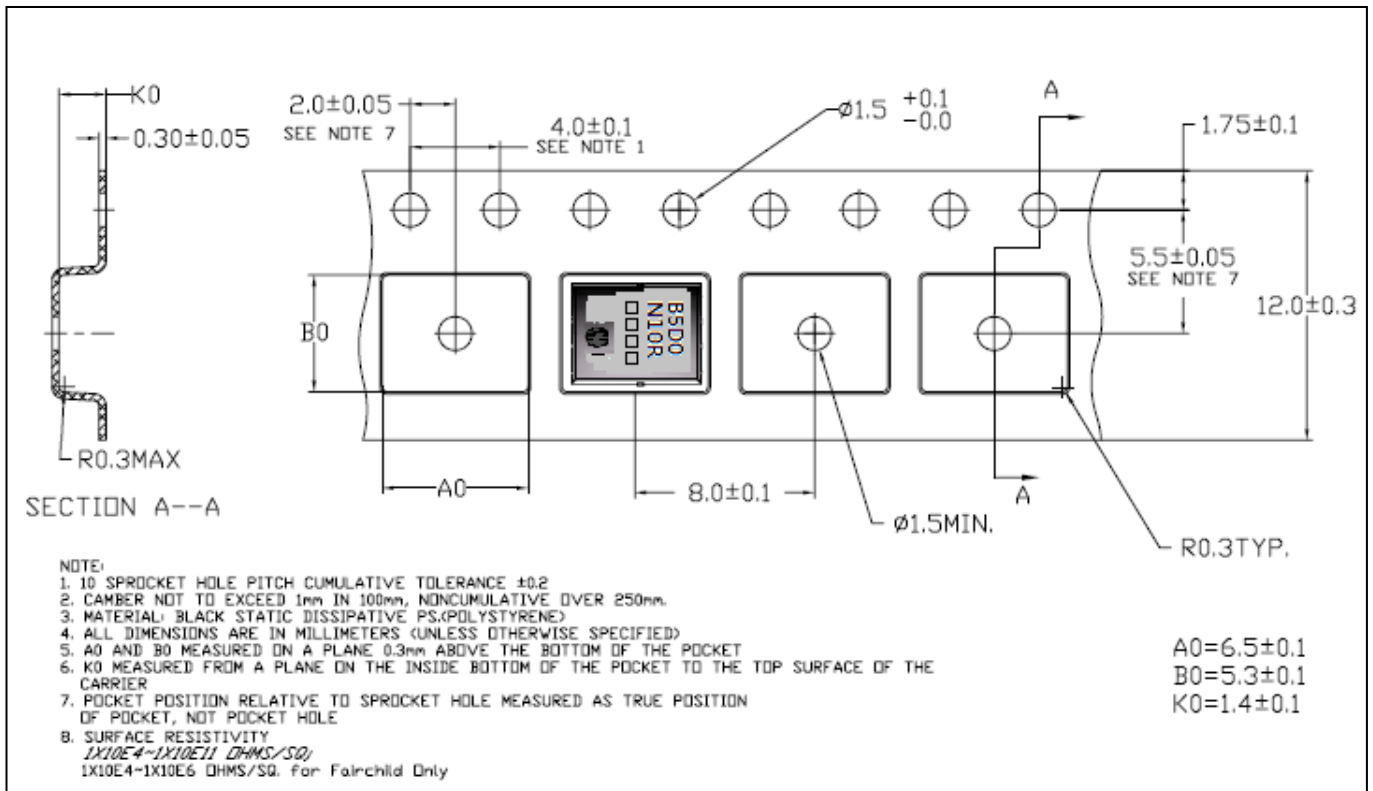 K0
0.30±0.05
2.0±0.05
SEE NOTE 7
4.0±0.1
SEE NOTE 1
Ø1.5 +0.1 -0.0
A
1.75±0.1
5.5±0.05
SEE NOTE 7
12.0±0.3
B0
B5D0
N10R
R0.3MAX
SECTION A--A
A0
8.0±0.1
A
Ø1.5MIN.
R0.3TYP.
NOTE:
1. 10 SPROCKET HOLE PITCH CUMULATIVE TOLERANCE ±0.2
2. CAMBER NOT TO EXCEED 1mm IN 100mm, NONCUMULATIVE OVER 250mm.
3. MATERIAL: BLACK STATIC DISSIPATIVE PS.(POLYSTYRENE)
4. ALL DIMENSIONS ARE IN MILLIMETERS (UNLESS OTHERWISE SPECIFIED)
5. A0 AND B0 MEASURED ON A PLANE 0.3mm ABOVE THE BOTTOM OF THE POCKET
6. K0 MEASURED FROM A PLANE ON THE INSIDE BOTTOM OF THE POCKET TO THE TOP SURFACE OF THE
CARRIER
7. POCKET POSITION RELATIVE TO SPROCKET HOLE MEASURED AS TRUE POSITION
OF POCKET, NOT POCKET HOLE
8. SURFACE RESISTIVITY
1X10E4~1X10E11 OHMS/SQ;
1X10E4~1X10E6 OHMS/SQ. for Fairchild Only
A0=6.5±0.1
B0=5.3±0.1
K0=1.4±0.1